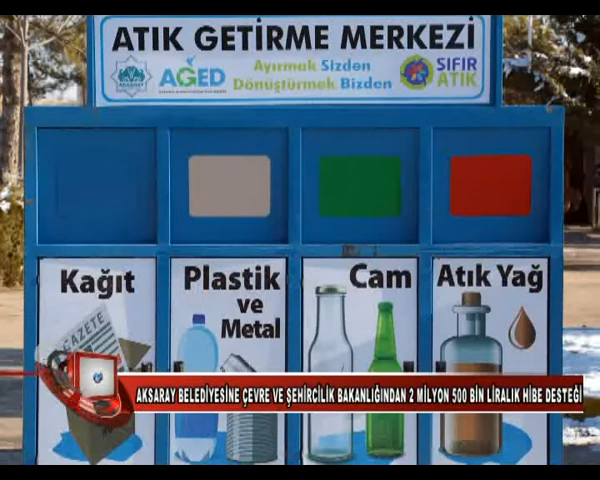 ATIK GETİRME MERKEZİ
AGED
Ayırmak Sizden
Dönüştürmek Bizden
SIFIR
ATIK
Kağıt
Plastik
ve
Metal
Cam
Atık Yağ
GAZETE
AKSARAY BELEDİYESİNE ÇEVRE VE ŞEHİRCİLİK BAKANLIĞINDAN 2 MİLYON 500 BİN LİRALIK HİBE DESTEĞİ